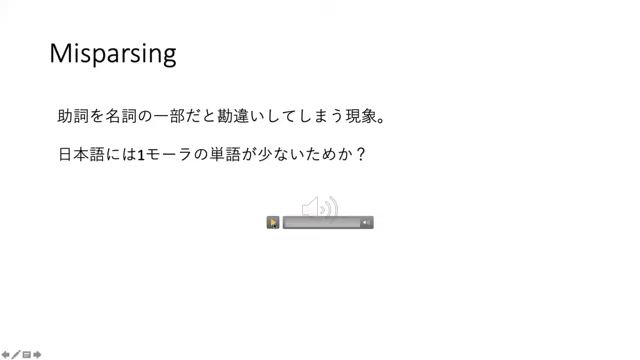 Misparsing
助詞を名詞の一部だと勘違いしてしまう現象。
日本語には1モーラの単語が少ないためか？